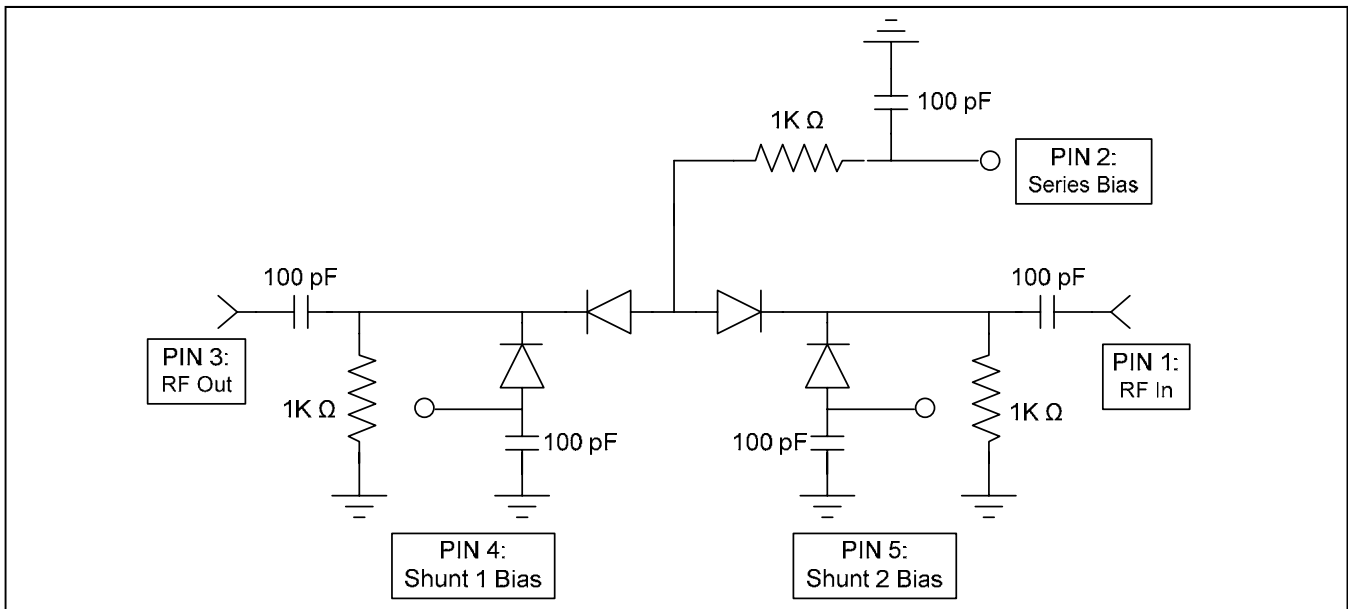 100 pF
1K Ω
PIN 2:
Series Bias
100 pF
100 pF
PIN 3:
RF Out
PIN 1:
RF In
1K Ω
1K Ω
100 pF
100 pF
PIN 4:
Shunt 1 Bias
PIN 5:
Shunt 2 Bias